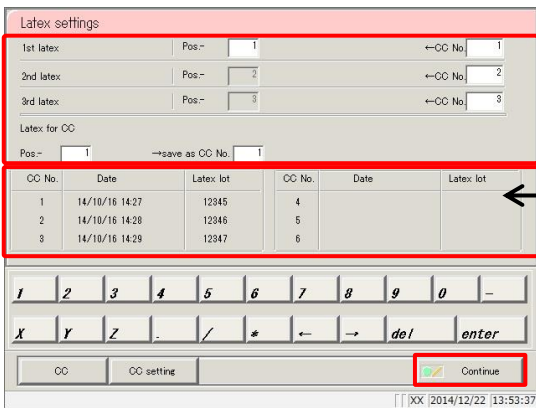 Latex settings
1st latex Pos.- 1 ←CC No. 1
2nd latex Pos.- 2 ←CC No. 2
3rd latex Pos.- 3 ←CC No. 3
Latex for CC
Pos.- 1 →save as CC No. 1
CC No. Date Latex lot CC No. Date Latex lot
1 14/10/16 14:27 12345 4
2 14/10/16 14:28 12346 5
3 14/10/16 14:29 12347 6
1 2 3 4 5 6 7 8 9 0 -
X Y Z . / * ← → del enter
CC CC setting Continue
XX 2014/12/22 13:53:37